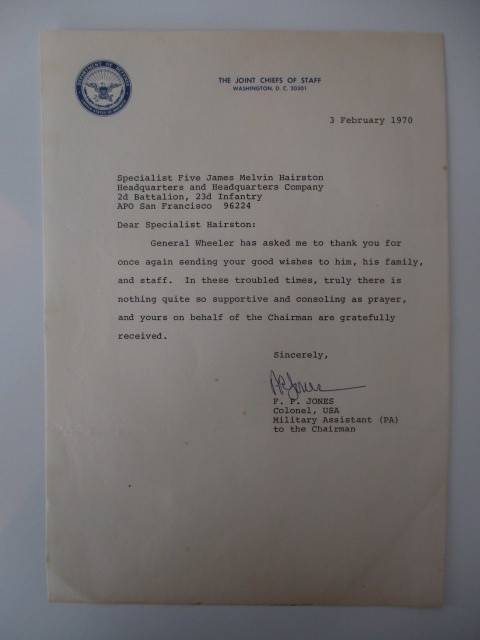 DEPARTMENT OF DEFENSE
THE JOINT CHIEFS OF STAFF
WASHINGTON, D. C. 20301
3 February 1970
Specialist Five James Melvin Hairston
Headquarters and Headquarters Company
2d Battalion, 23d Infantry
APO San Francisco 96224
Dear Specialist Hairston:
General Wheeler has asked me to thank you for
once again sending your good wishes to him, his family,
and staff. In these troubled times, truly there is
nothing quite so supportive and consoling as prayer,
and yours on behalf of the Chairman are gratefully
received.
Sincerely,
F. P. JONES
Colonel, USA
Military Assistant (PA)
to the Chairman